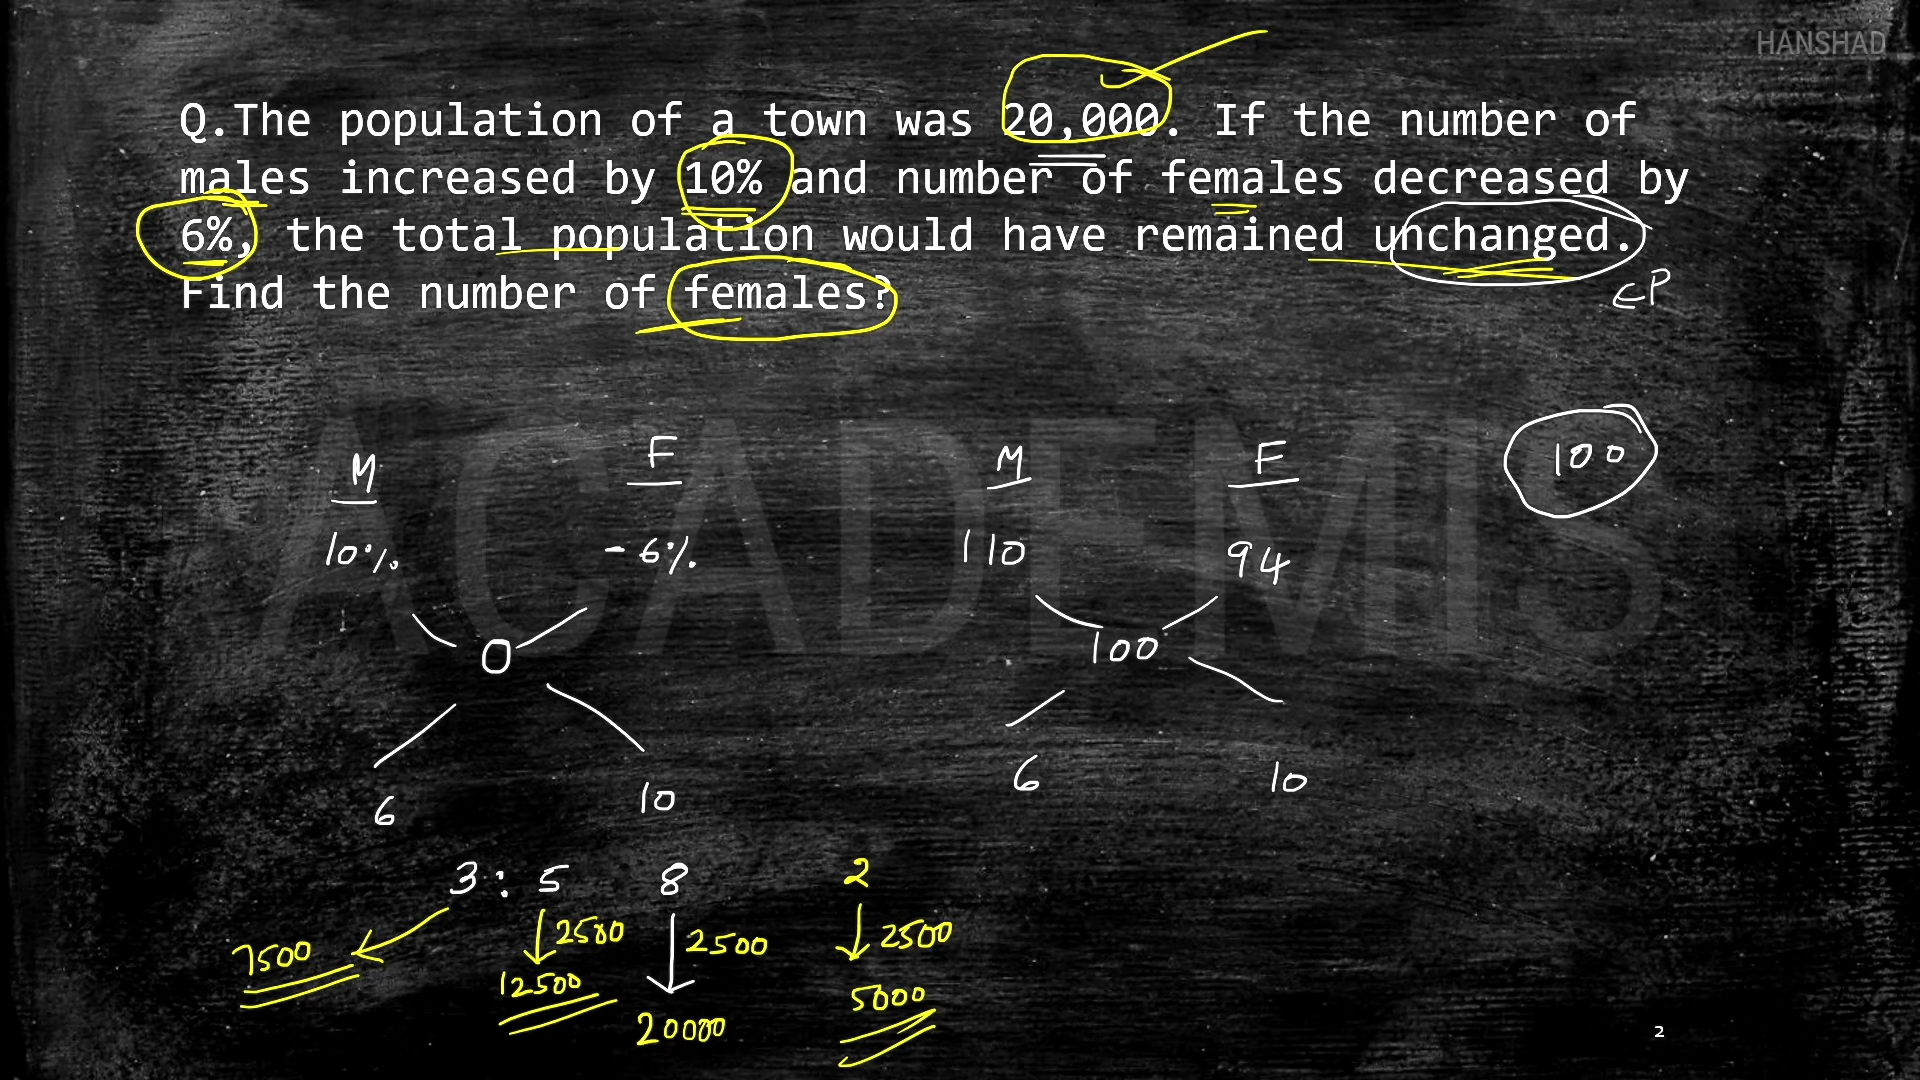 HANSHAD
Q.The population of a town was 20,000. If the number of
males increased by 10% and number of females decreased by
6%, the total population would have remained unchanged.
Find the number of females?
CP
ACADEMIS
M F M F 100
10% - 6% 110 94
0 100
6 10 6 10
3 : 5 8 2
7500 2500 2500 2500
12500 20000 5000
2